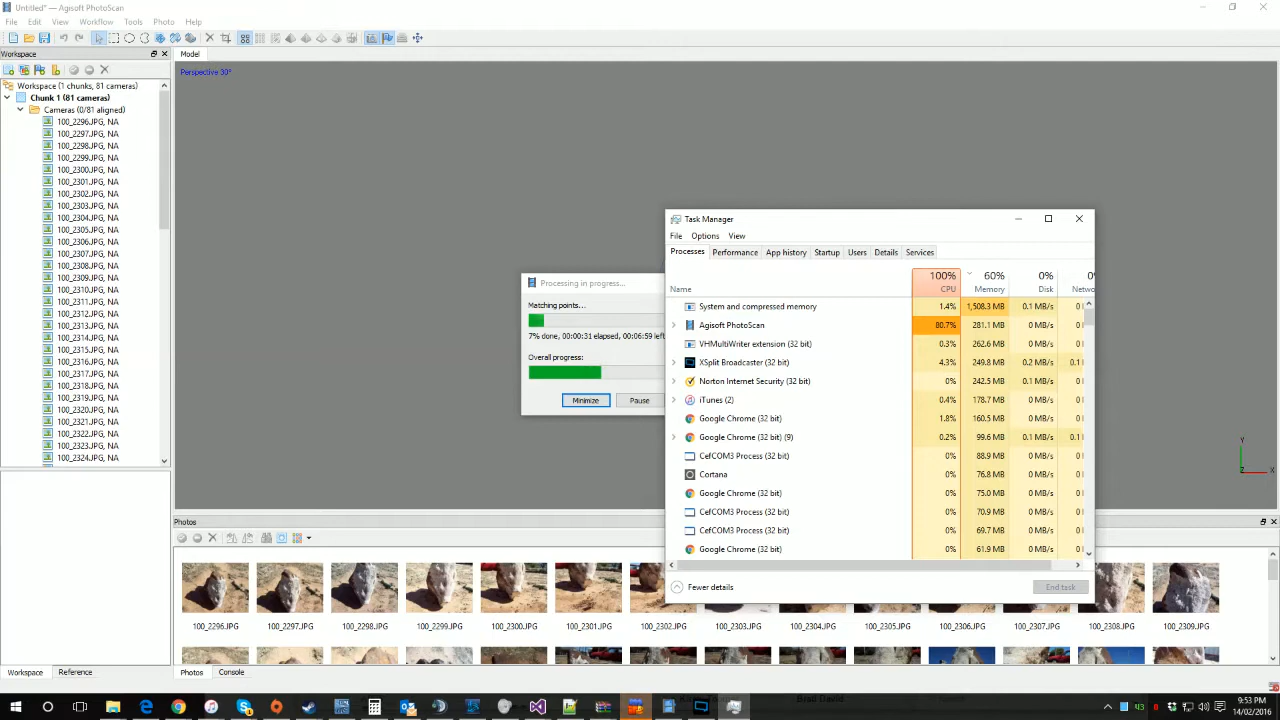 Untitled* — Agisoft PhotoScan
File Edit View Workflow Tools Photo Help
Workspace
Model
Perspective 30°
Workspace (1 chunks, 81 cameras)
Chunk 1 (81 cameras)
Cameras (0/81 aligned)
100_2296.JPG, NA
100_2297.JPG, NA
100_2298.JPG, NA
100_2299.JPG, NA
100_2300.JPG, NA
100_2301.JPG, NA
100_2302.JPG, NA
100_2303.JPG, NA
100_2304.JPG, NA
100_2305.JPG, NA
100_2306.JPG, NA
100_2307.JPG, NA
100_2308.JPG, NA
100_2309.JPG, NA
100_2310.JPG, NA
100_2311.JPG, NA
100_2312.JPG, NA
100_2313.JPG, NA
100_2314.JPG, NA
100_2315.JPG, NA
100_2316.JPG, NA
100_2317.JPG, NA
100_2318.JPG, NA
100_2319.JPG, NA
100_2320.JPG, NA
100_2321.JPG, NA
100_2322.JPG, NA
100_2323.JPG, NA
100_2324.JPG, NA
Processing in progress...
Matching points...
7% done, 00:00:31 elapsed, 00:06:59 left
Overall progress:
Minimize Pause
Task Manager
File Options View
Processes Performance App history Startup Users Details Services
100% 60% 0% 0%
Name CPU Memory Disk Netwo
System and compressed memory 1.4% 1,508.3 MB 0.1 MB/s 0
Agisoft PhotoScan 80.7% 281.1 MB 0 MB/s 0
VHMultiWriter extension (32 bit) 0.3% 262.6 MB 0 MB/s 0
XSplit Broadcaster (32 bit) 4.3% 249.8 MB 0.2 MB/s 0.1
Norton Internet Security (32 bit) 0% 242.5 MB 0.1 MB/s 0
iTunes (2) 0.4% 178.7 MB 0 MB/s 0
Google Chrome (32 bit) 1.8% 160.5 MB 0 MB/s 0
Google Chrome (32 bit) (9) 0.2% 99.6 MB 0.1 MB/s 0.1
CefCOM3 Process (32 bit) 0% 88.9 MB 0 MB/s 0
Cortana 0% 76.8 MB 0 MB/s 0
Google Chrome (32 bit) 0% 75.0 MB 0 MB/s 0
CefCOM3 Process (32 bit) 0% 70.9 MB 0 MB/s 0
CefCOM3 Process (32 bit) 0% 69.7 MB 0 MB/s 0
Google Chrome (32 bit) 0% 61.9 MB 0 MB/s 0
Fewer details End task
Y
Z X
Photos
100_2296.JPG 100_2297.JPG 100_2298.JPG 100_2299.JPG 100_2300.JPG 100_2301.JPG 100_2302.JPG 100_2303.JPG 100_2304.JPG 100_2305.JPG 100_2306.JPG 100_2307.JPG 100_2308.JPG 100_2309.JPG
Workspace Reference
Photos Console
9:53 PM
14/02/2016